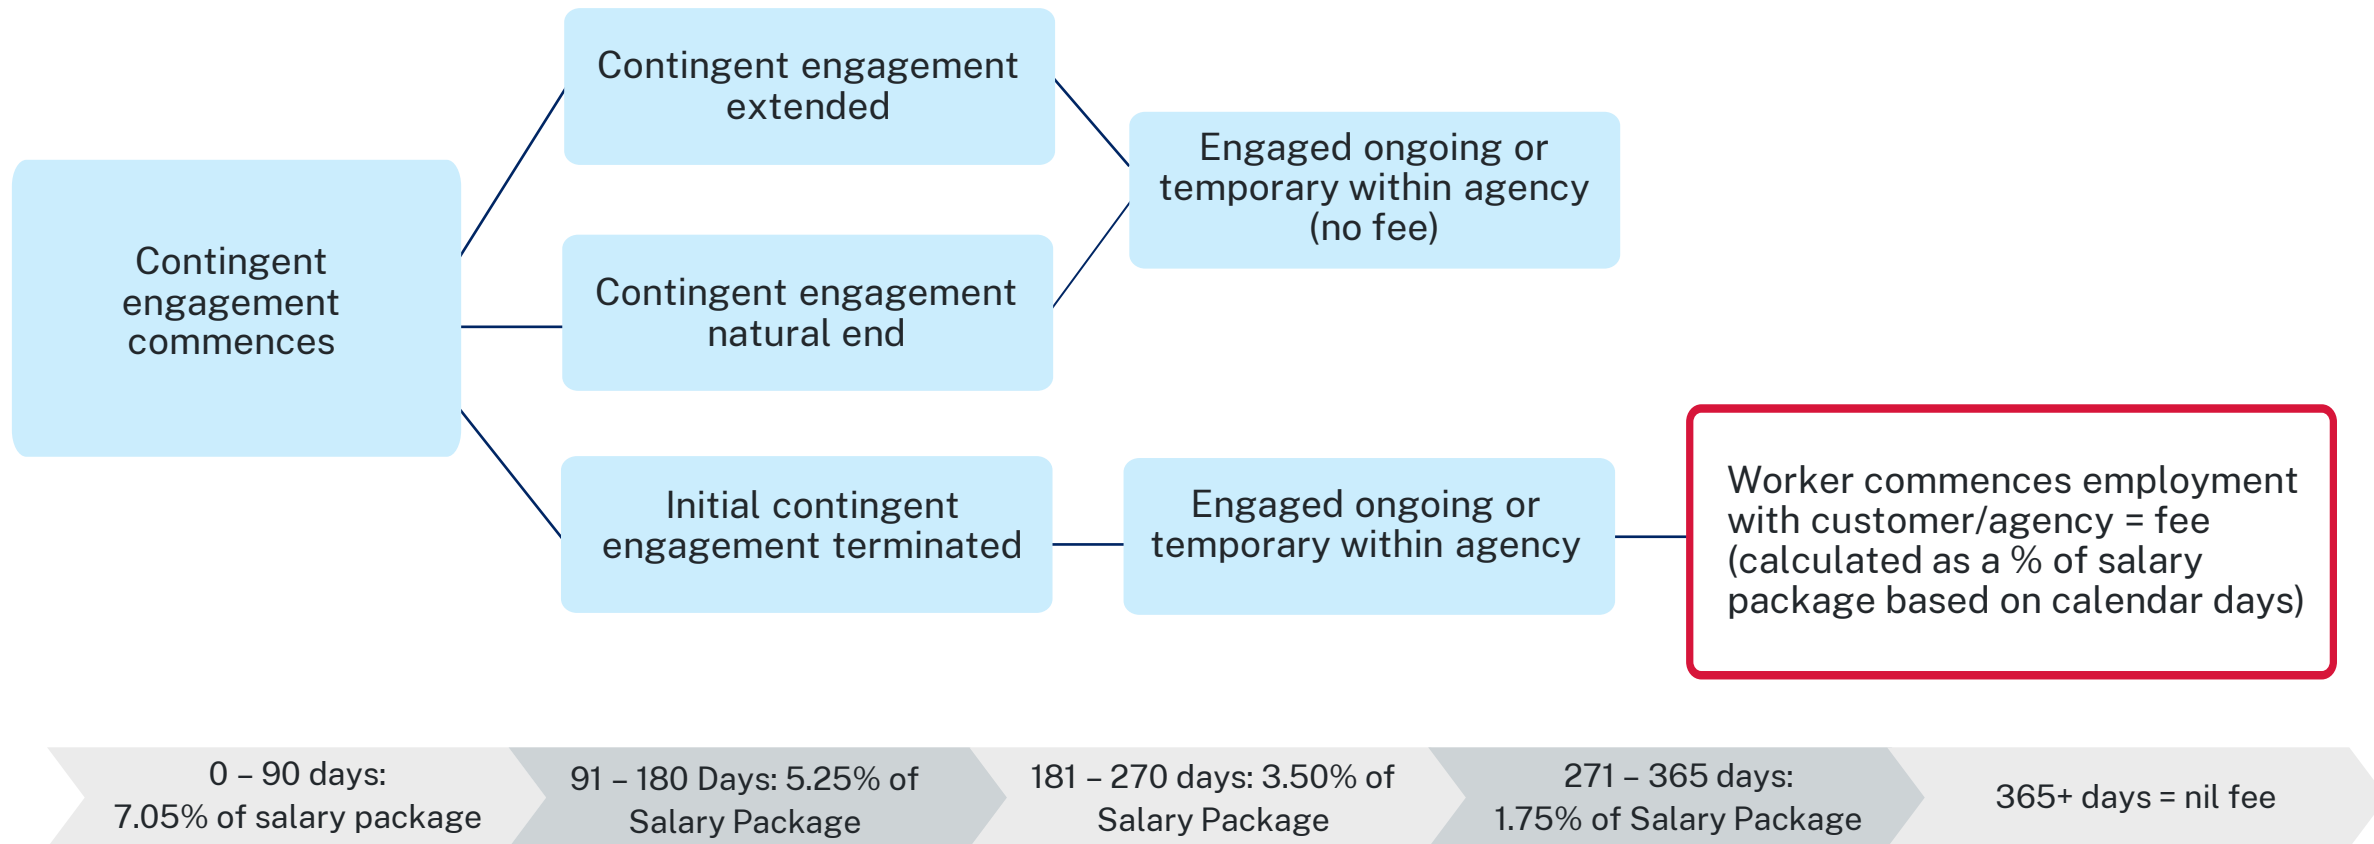 Contingent engagement
extended
Engaged ongoing or
temporary within agency
(no fee)
Contingent
engagement
commences
Contingent engagement
natural end
Initial contingent
engagement terminated
Engaged ongoing or
temporary within agency
Worker commences employment
with customer/agency = fee
(calculated as a % of salary
package based on calendar days)
0 – 90 days:
7.05% of salary package
91 – 180 Days: 5.25% of
Salary Package
181 – 270 days: 3.50% of
Salary Package
271 – 365 days:
1.75% of Salary Package
365+ days = nil fee